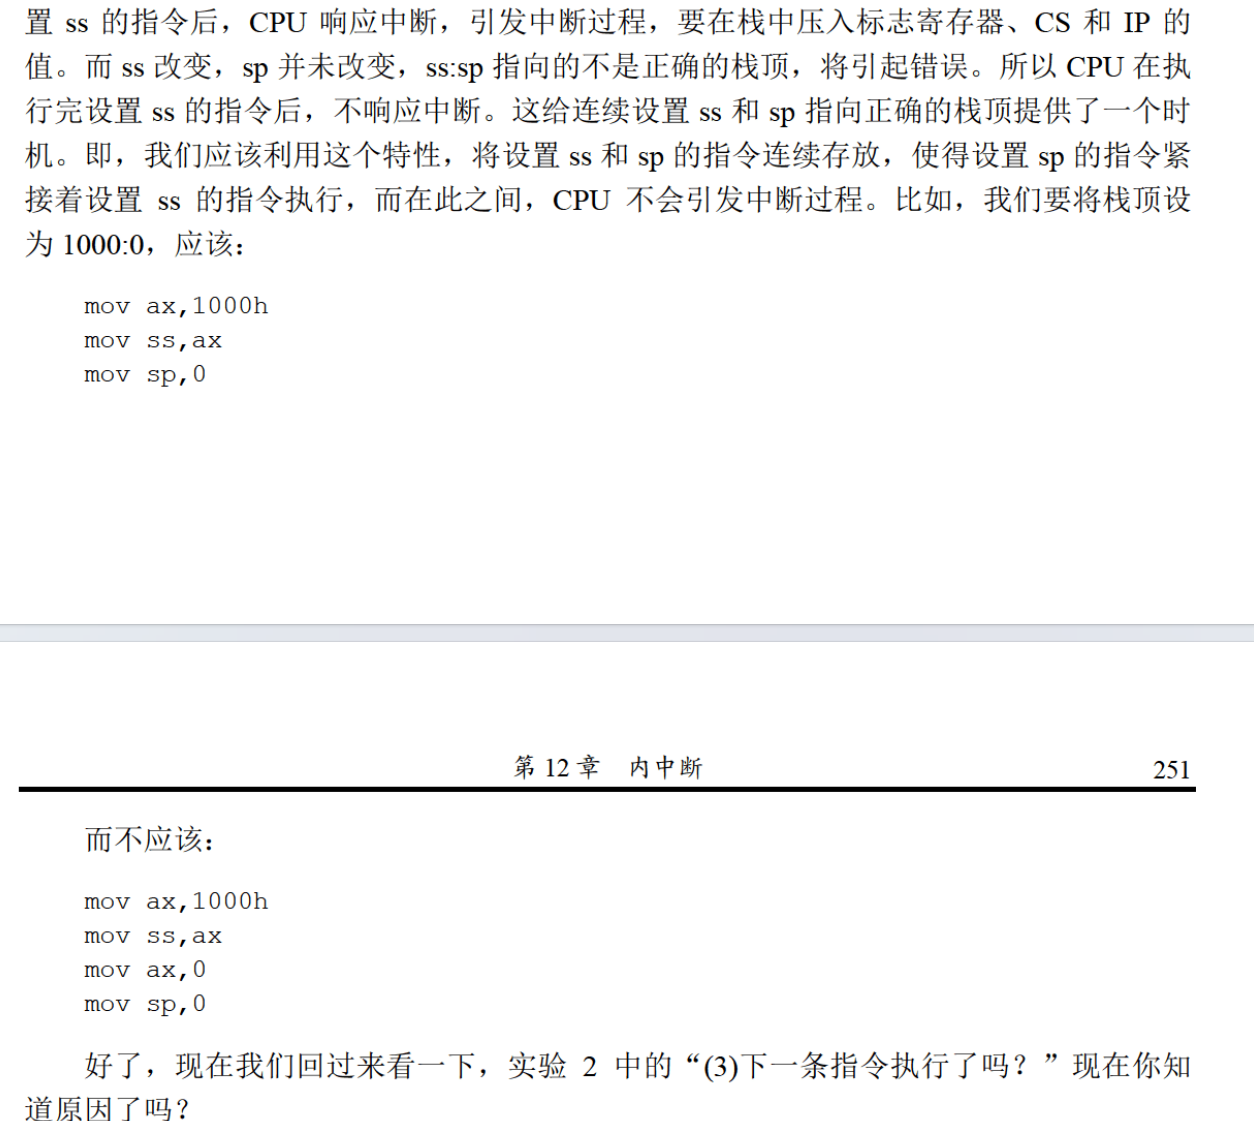 置 ss 的指令后，CPU 响应中断，引发中断过程，要在栈中压入标志寄存器、CS 和 IP 的
值。而 ss 改变，sp 并未改变，ss:sp 指向的不是正确的栈顶，将引起错误。所以 CPU 在执
行完设置 ss 的指令后，不响应中断。这给连续设置 ss 和 sp 指向正确的栈顶提供了一个时
机。即，我们应该利用这个特性，将设置 ss 和 sp 的指令连续存放，使得设置 sp 的指令紧
接着设置 ss 的指令执行，而在此之间，CPU 不会引发中断过程。比如，我们要将栈顶设
为 1000:0，应该：
mov ax,1000h
mov ss,ax
mov sp,0
第 12 章 内中断 251
而不应该：
mov ax,1000h
mov ss,ax
mov ax,0
mov sp,0
好了，现在我们回过来看一下，实验 2 中的“(3)下一条指令执行了吗？”现在你知
道原因了吗？